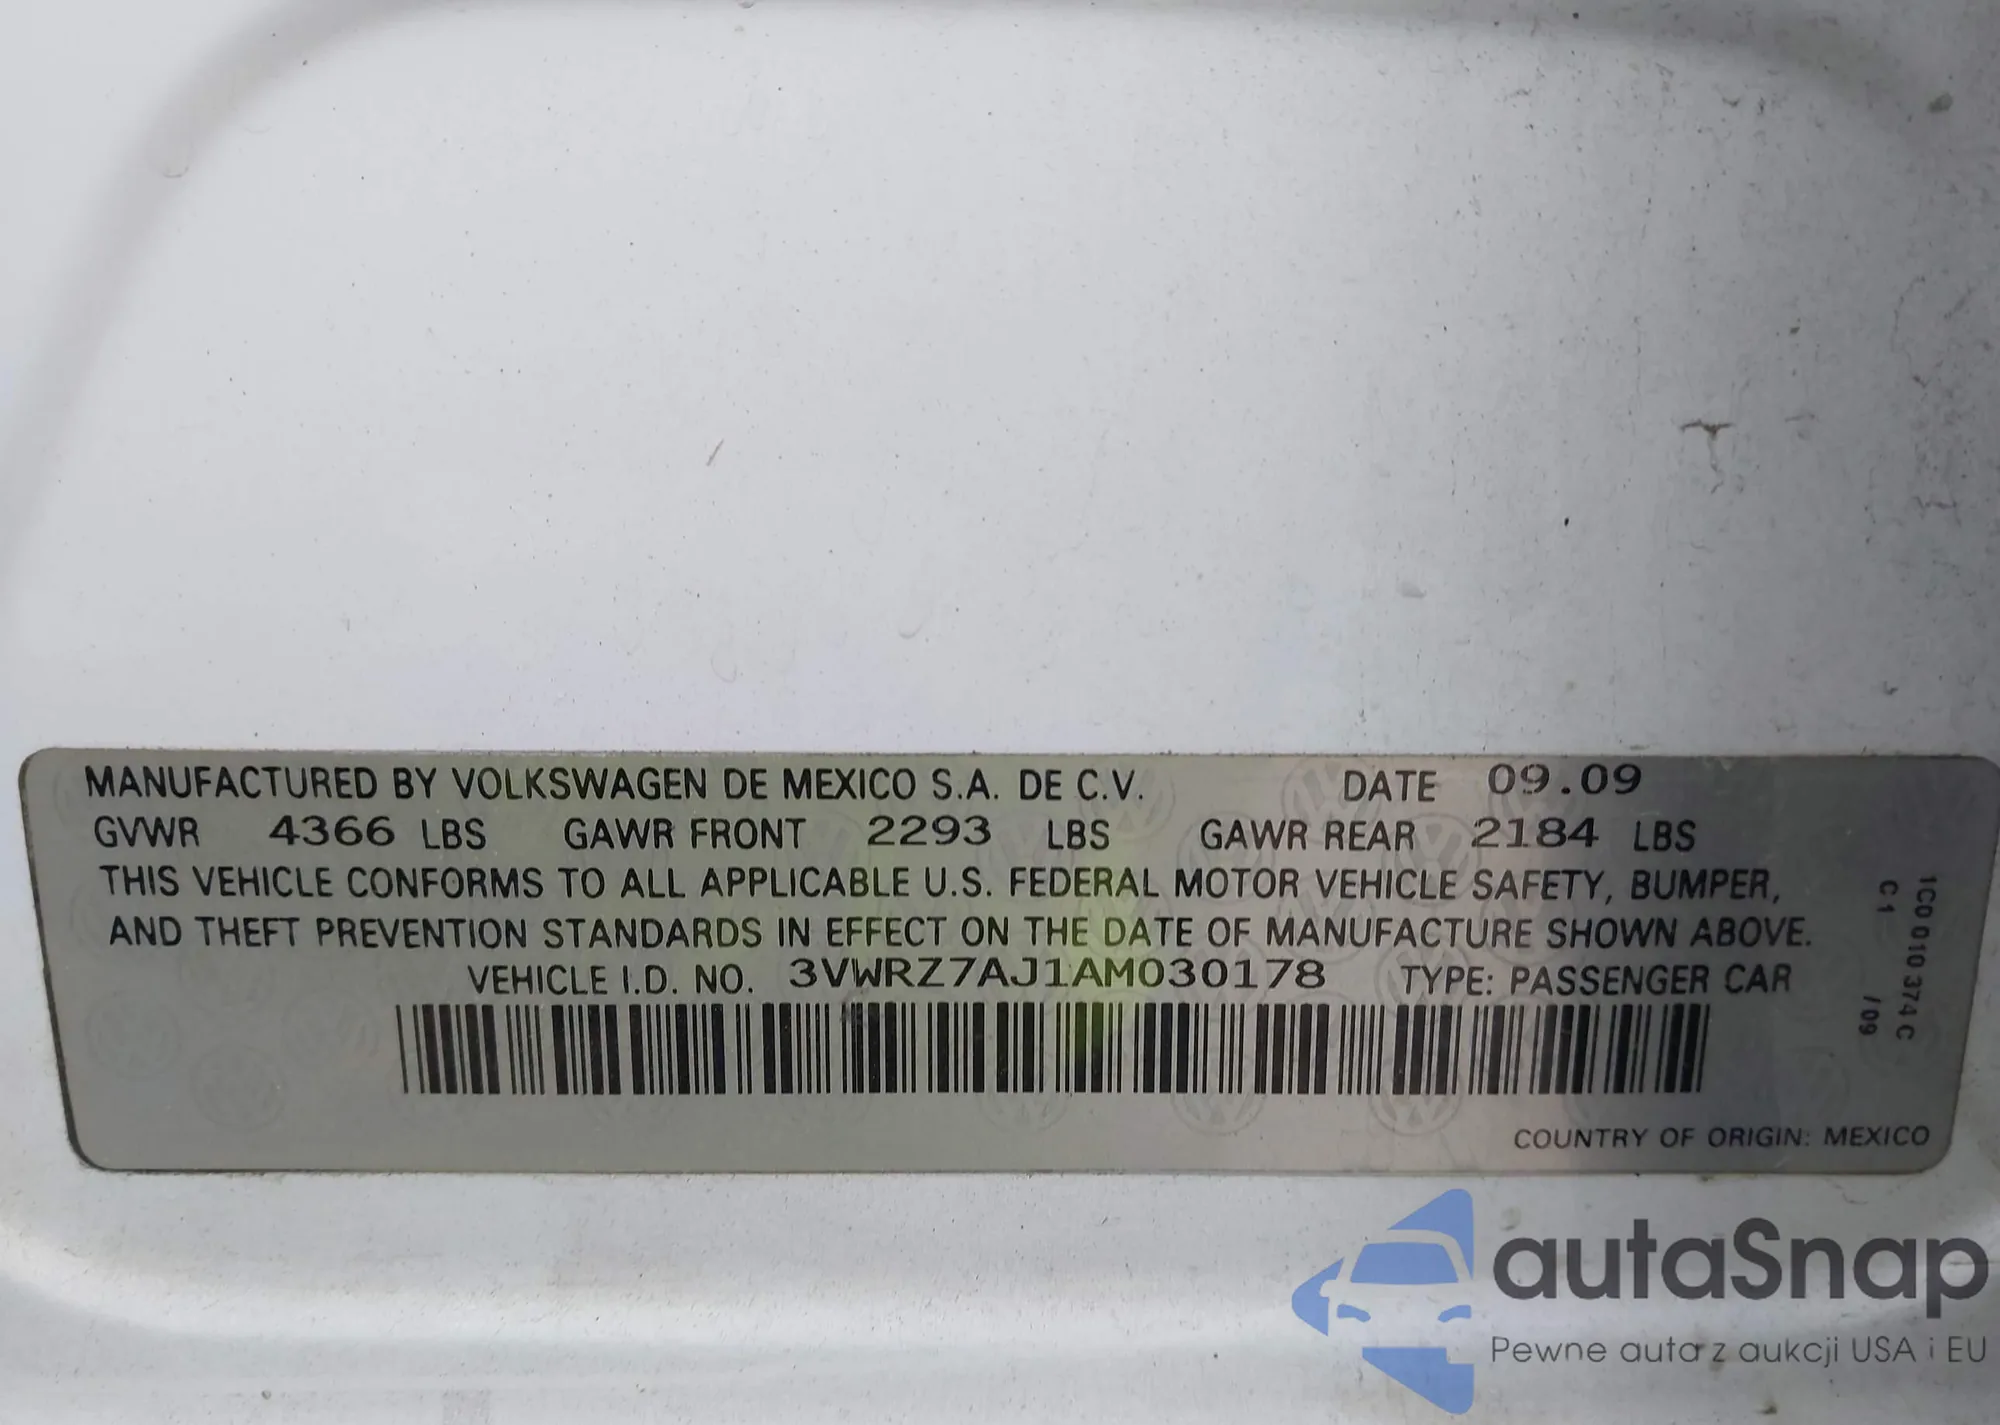 MANUFACTURED BY VOLKSWAGEN DE MEXICO S.A. DE C.V. DATE 09.09
GVWR 4366 LBS GAWR FRONT 2293 LBS GAWR REAR 2184 LBS
THIS VEHICLE CONFORMS TO ALL APPLICABLE U.S. FEDERAL MOTOR VEHICLE SAFETY, BUMPER,
AND THEFT PREVENTION STANDARDS IN EFFECT ON THE DATE OF MANUFACTURE SHOWN ABOVE.
VEHICLE I.D. NO. 3VWRZ7AJ1AM030178 TYPE: PASSENGER CAR
1C0 010 374 C
C1 /09
COUNTRY OF ORIGIN: MEXICO
autaSnap
Pewne auta z aukcji USA i EU